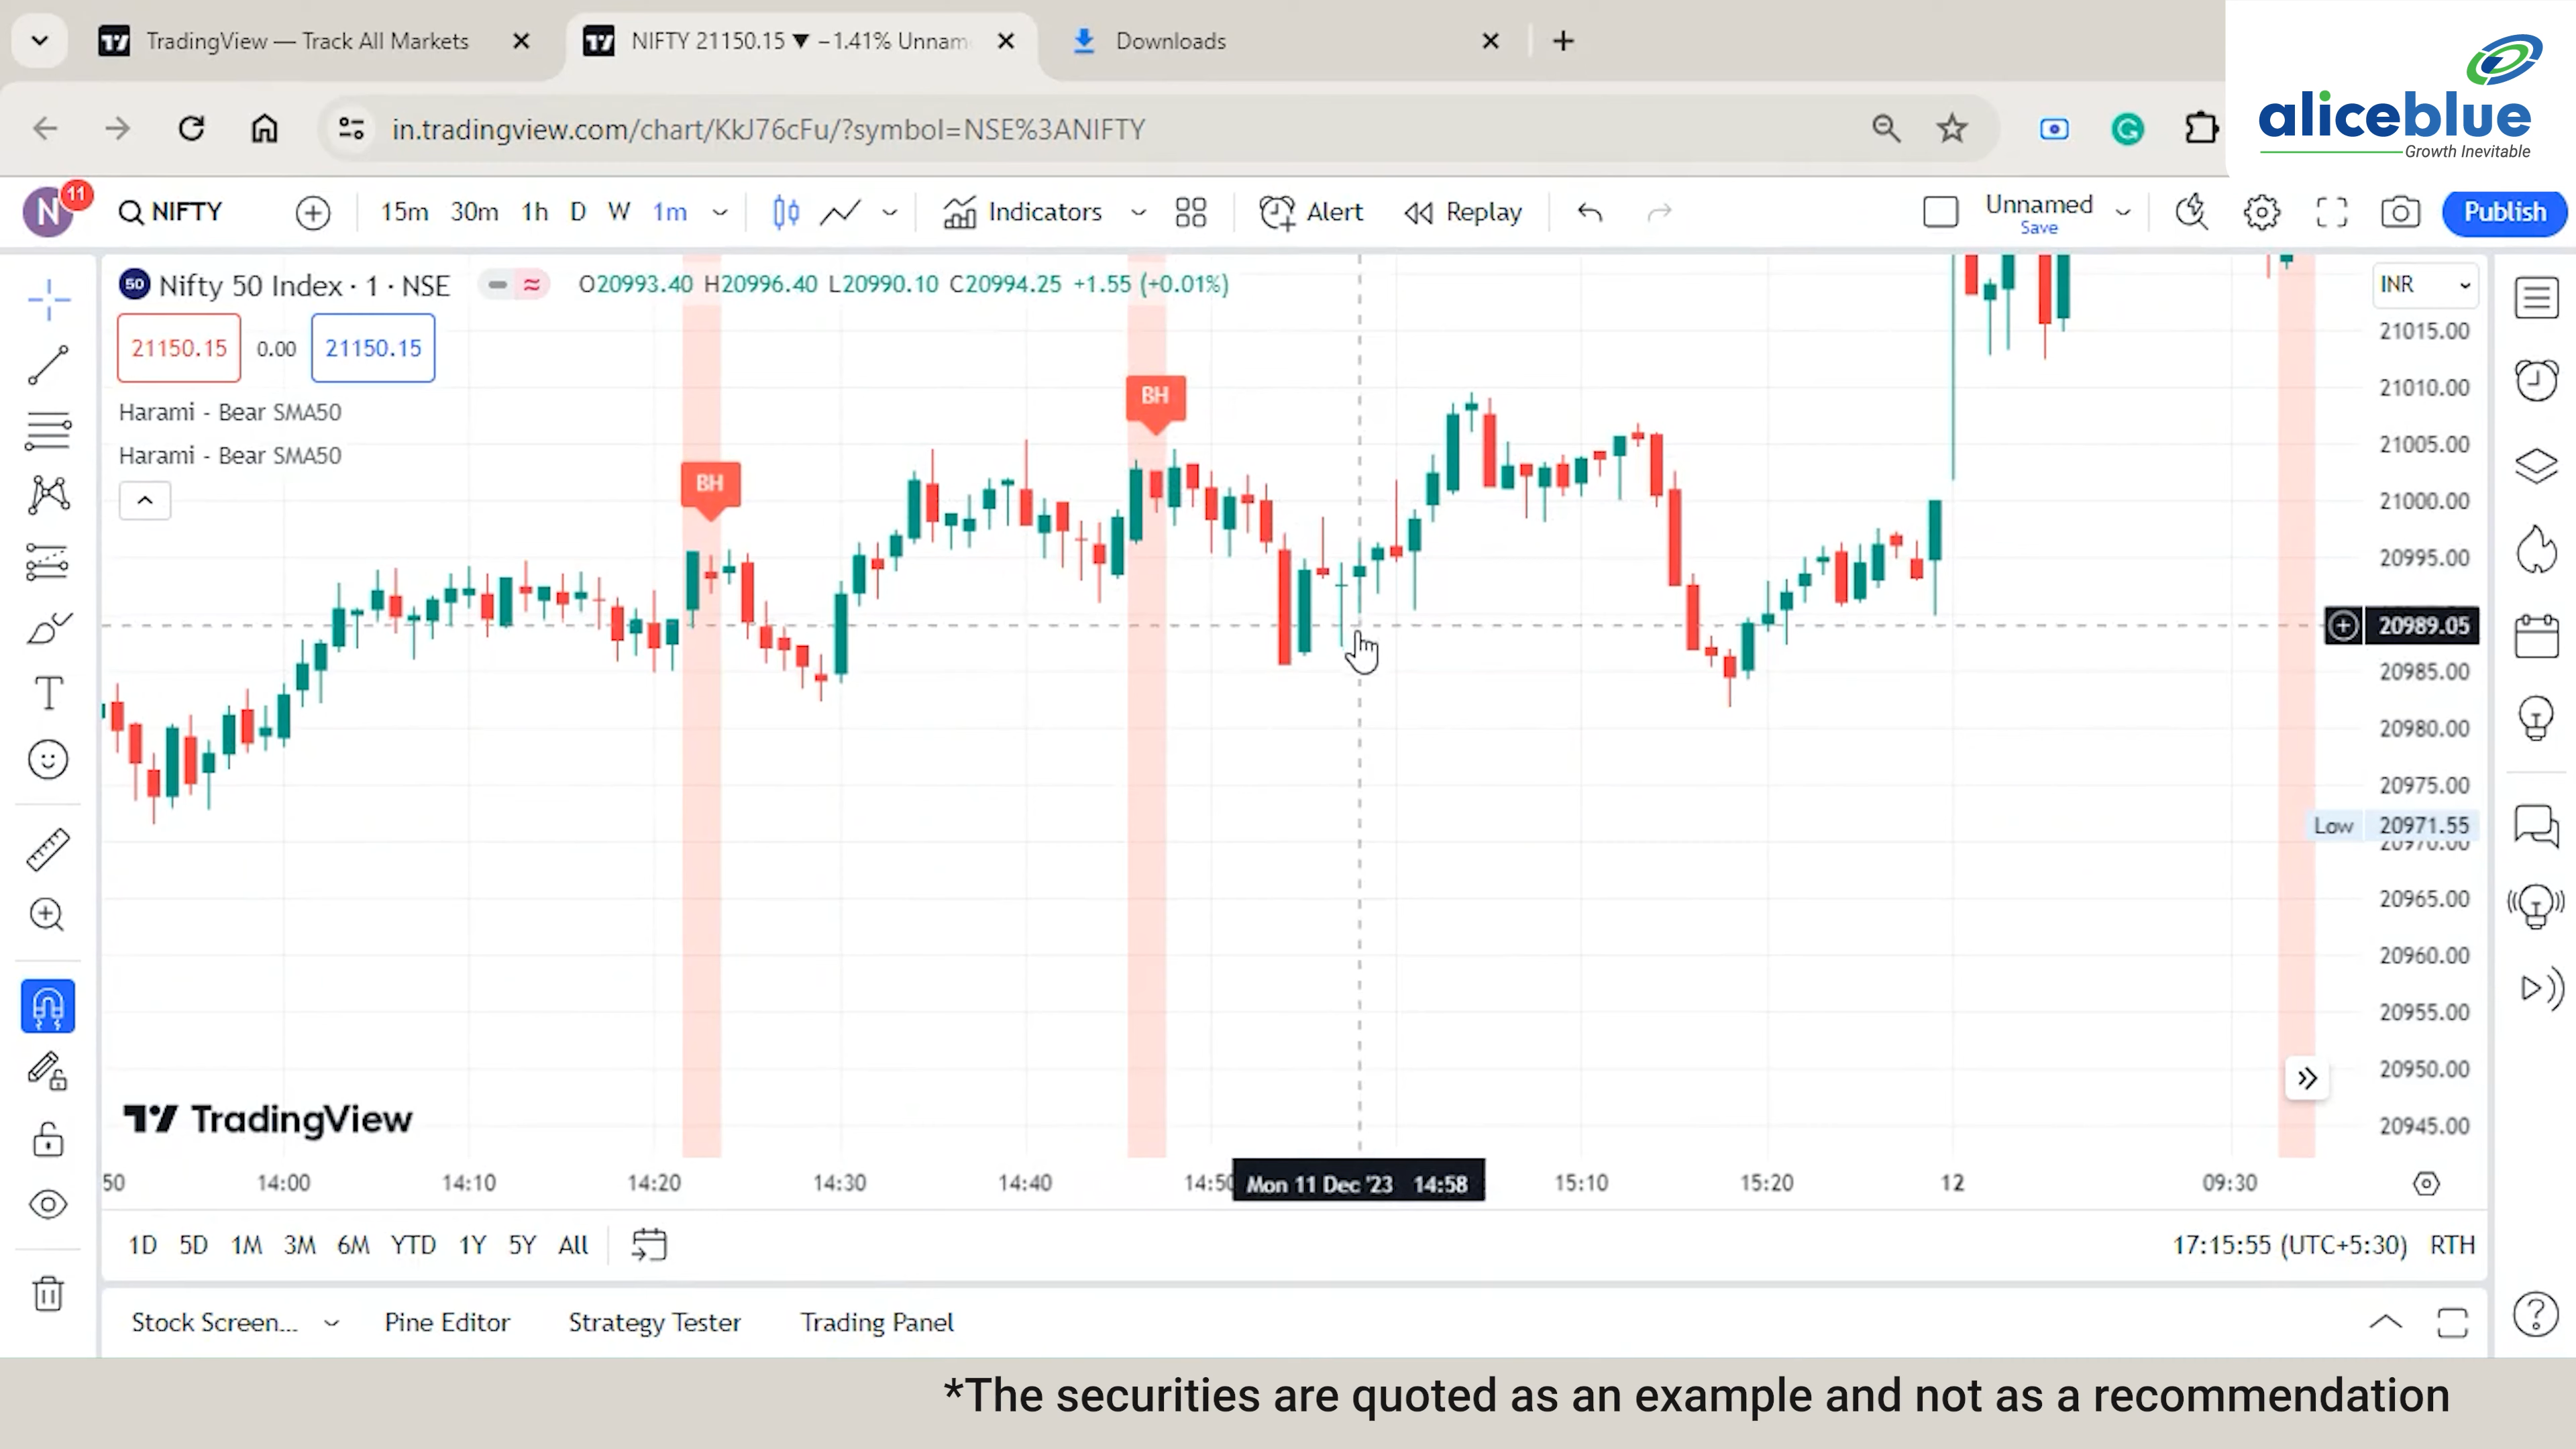 TradingView — Track All Markets
NIFTY 21150.15 ▼ −1.41% Unnam
Downloads
in.tradingview.com/chart/KkJ76cFu/?symbol=NSE%3ANIFTY
aliceblue
Growth Inevitable
N 11
NIFTY 15m 30m 1h D W 1m Indicators Alert Replay Unnamed Save Publish
50 Nifty 50 Index · 1 · NSE O20993.40 H20996.40 L20990.10 C20994.25 +1.55 (+0.01%)
INR
21150.15 0.00 21150.15
Harami - Bear SMA50
Harami - Bear SMA50
BH
BH
21015.00
21010.00
21005.00
21000.00
20995.00
20989.05
20985.00
20980.00
20975.00
Low 20971.55
20970.00
20965.00
20960.00
20955.00
20950.00
20945.00
TradingView
50 14:00 14:10 14:20 14:30 14:40 14:50 Mon 11 Dec '23 14:58 15:10 15:20 12 09:30
1D 5D 1M 3M 6M YTD 1Y 5Y All
17:15:55 (UTC+5:30) RTH
Stock Screen... Pine Editor Strategy Tester Trading Panel
*The securities are quoted as an example and not as a recommendation